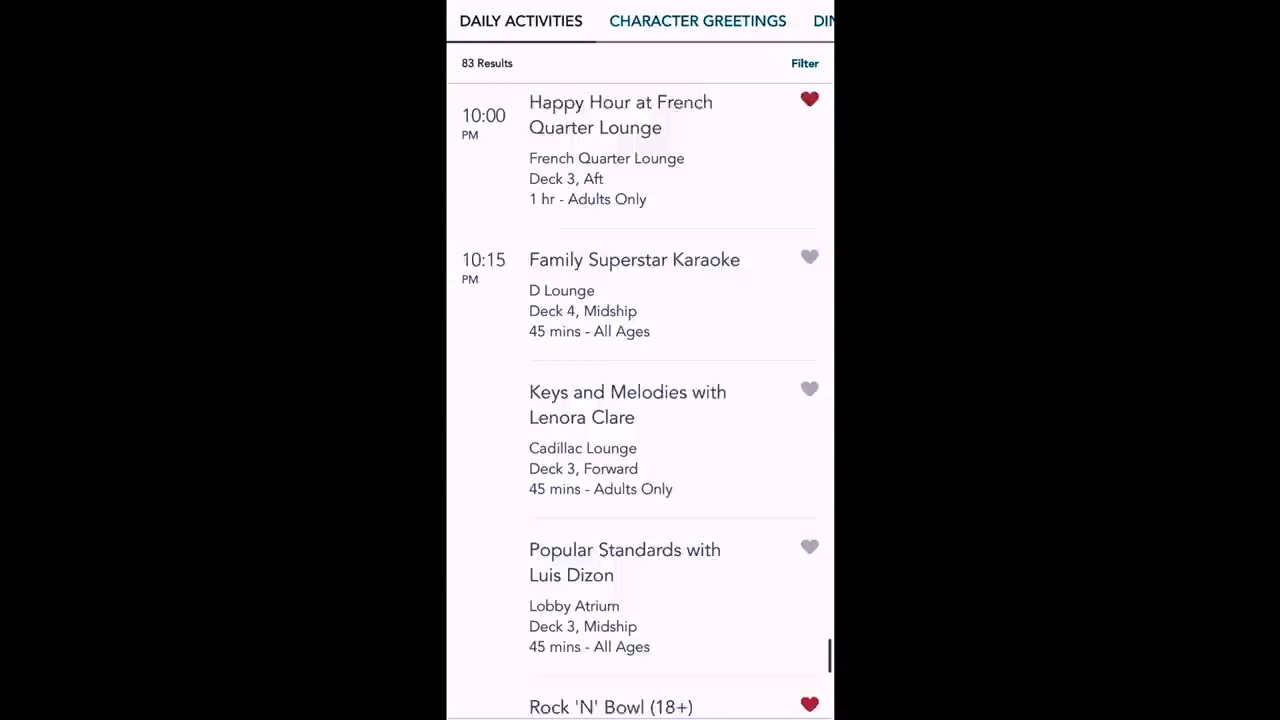 DAILY ACTIVITIES CHARACTER GREETINGS DIN
83 Results Filter
10:00 PM
Happy Hour at French
Quarter Lounge
French Quarter Lounge
Deck 3, Aft
1 hr - Adults Only
10:15 PM
Family Superstar Karaoke
D Lounge
Deck 4, Midship
45 mins - All Ages
Keys and Melodies with
Lenora Clare
Cadillac Lounge
Deck 3, Forward
45 mins - Adults Only
Popular Standards with
Luis Dizon
Lobby Atrium
Deck 3, Midship
45 mins - All Ages
Rock 'N' Bowl (18+)